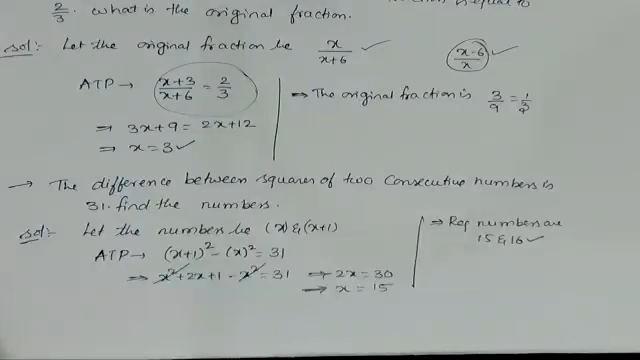 2/3. what is the original fraction. is equal to
Sol:- Let the original fraction be x/(x+6) ✓ (x-6)/x ✓
ATP → (x+3)/(x+6) = 2/3
⇒ 3x+9 = 2x+12
⇒ x = 3 ✓
⇒ The original fraction is 3/9 = 1/3
→ The difference between squares of two consecutive numbers is
31. find the numbers.
Sol:- Let the numbers be (x) & (x+1)
ATP → (x+1)² - (x)² = 31
⇒ x² + 2x + 1 - x² = 31 ⇒ 2x = 30
⇒ x = 15
⇒ Req numbers are
15 & 16 ✓